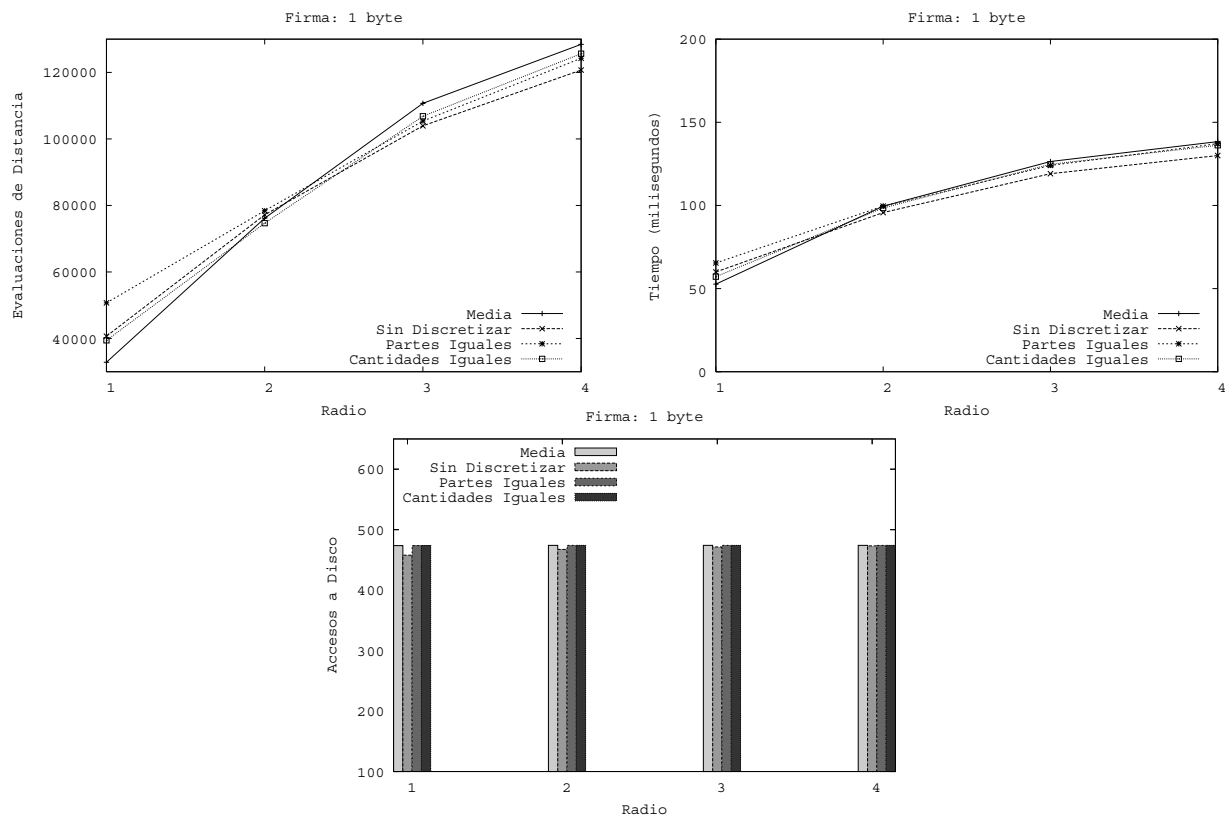 Firma: 1 byte
Evaluaciones de Distancia
120000
100000
80000
60000
40000
Media
Sin Discretizar
Partes Iguales
Cantidades Iguales
1 2 3 4
Radio
Firma: 1 byte
Tiempo (milisegundos)
200
150
100
50
0
Media
Sin Discretizar
Partes Iguales
Cantidades Iguales
1 2 3 4
Radio
Firma: 1 byte
Accesos a Disco
600
500
400
300
200
100
Media
Sin Discretizar
Partes Iguales
Cantidades Iguales
1 2 3 4
Radio